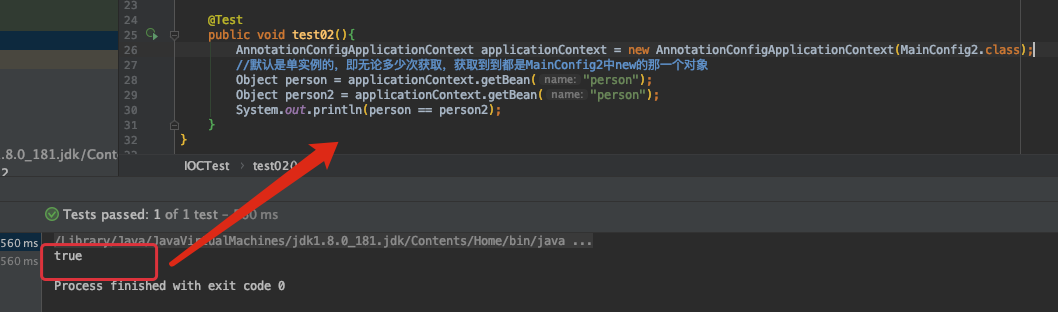 23
24 @Test
25 public void test02(){
26 AnnotationConfigApplicationContext applicationContext = new AnnotationConfigApplicationContext(MainConfig2.class);
27 //默认是单实例的，即无论多少次获取，获取到到都是MainConfig2中new的那一个对象
28 Object person = applicationContext.getBean( name: "person");
29 Object person2 = applicationContext.getBean( name: "person");
30 System.out.println(person == person2);
31 }
32 }
1.8.0_181.jdk/Cont
2
IOCTest › test02()
Tests passed: 1 of 1 test – 560 ms
560 ms /Library/Java/JavaVirtualMachines/jdk1.8.0_181.jdk/Contents/Home/bin/java ...
560 ms true
Process finished with exit code 0